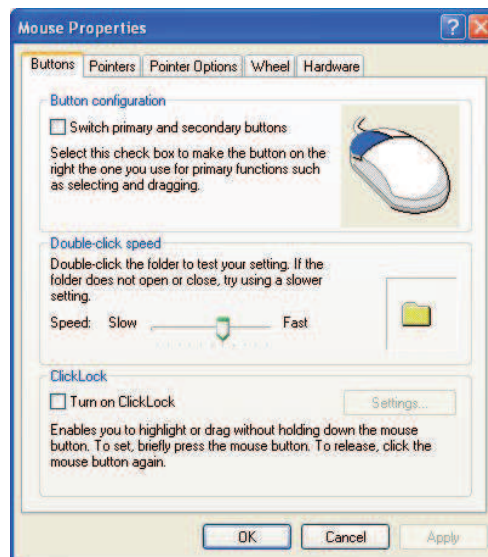 Mouse Properties
Buttons Pointers Pointer Options Wheel Hardware
Button configuration
Switch primary and secondary buttons
Select this check box to make the button on the
right the one you use for primary functions such
as selecting and dragging.
Double-click speed
Double-click the folder to test your setting. If the
folder does not open or close, try using a slower
setting.
Speed: Slow Fast
ClickLock
Turn on ClickLock Settings...
Enables you to highlight or drag without holding down the mouse
button. To set, briefly press the mouse button. To release, click the
mouse button again.
OK Cancel Apply